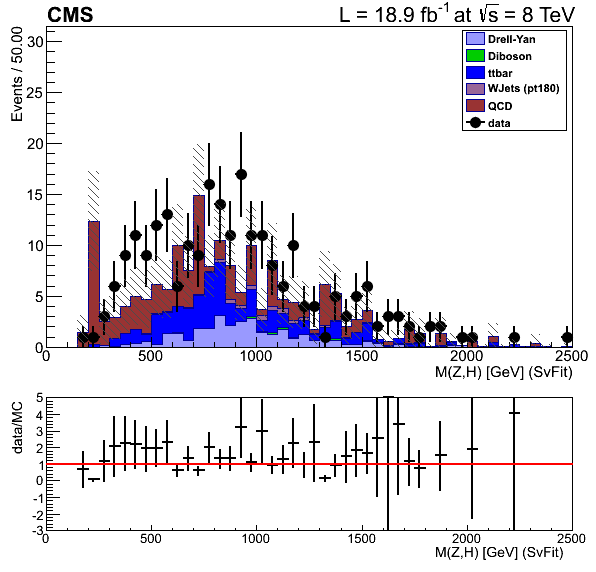 CMS
L = 18.9 fb⁻¹ at √s = 8 TeV
Events / 50.00
30
25
20
15
10
5
0
Drell-Yan
Diboson
ttbar
WJets (pt180)
QCD
data
0 500 1000 1500 2000 2500
M(Z,H) [GeV] (SvFit)
data/MC
5
4
3
2
1
0
-1
-2
-3
0 500 1000 1500 2000 2500
M(Z,H) [GeV] (SvFit)